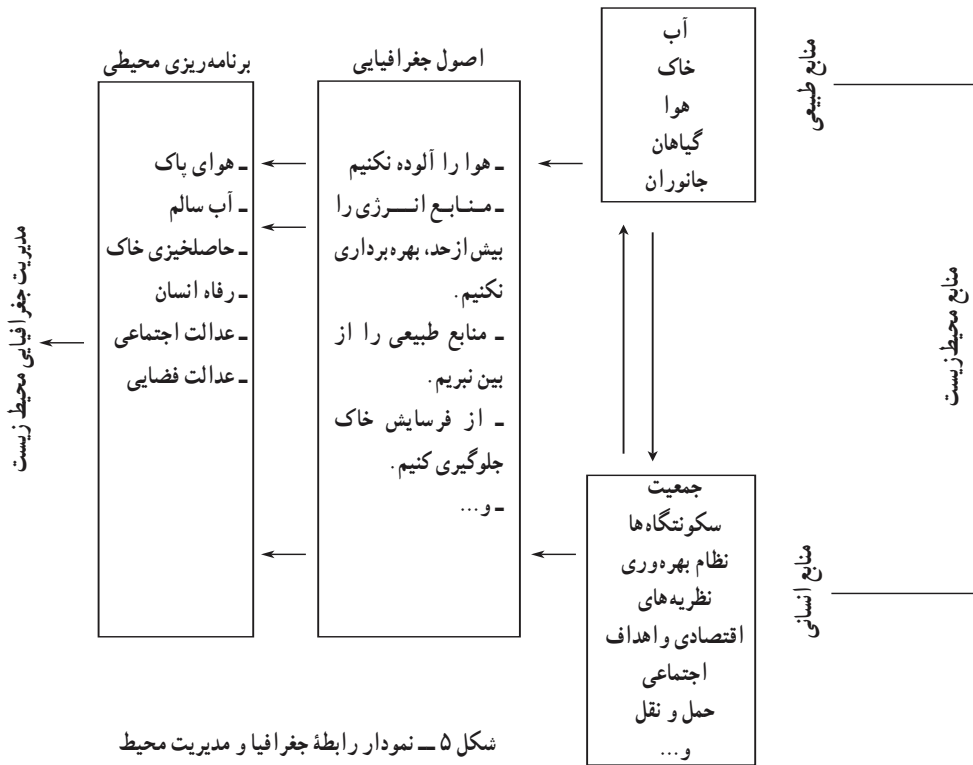 منابع محیط‌زیست
منابع طبیعی
آب
خاک
هوا
گیاهان
جانوران
منابع انسانی
جمعیت
سکونتگاه‌ها
نظام بهره‌وری
نظریه‌های
اقتصادی و اهداف
اجتماعی
حمل و نقل
و...
اصول جغرافیایی
ـ هوا را آلوده نکنیم
ـ منابع انرژی را
بیش‌ازحد، بهره‌برداری
نکنیم.
ـ منابع طبیعی را از
بین نبریم.
ـ از فرسایش خاک
جلوگیری کنیم.
ـ و...
برنامه‌ریزی محیطی
ـ هوای پاک
ـ آب سالم
ـ حاصلخیزی خاک
ـ رفاه انسان
ـ عدالت اجتماعی
ـ عدالت فضایی
مدیریت جغرافیایی محیط زیست
شکل ۵ ــ نمودار رابطۀ جغرافیا و مدیریت محیط